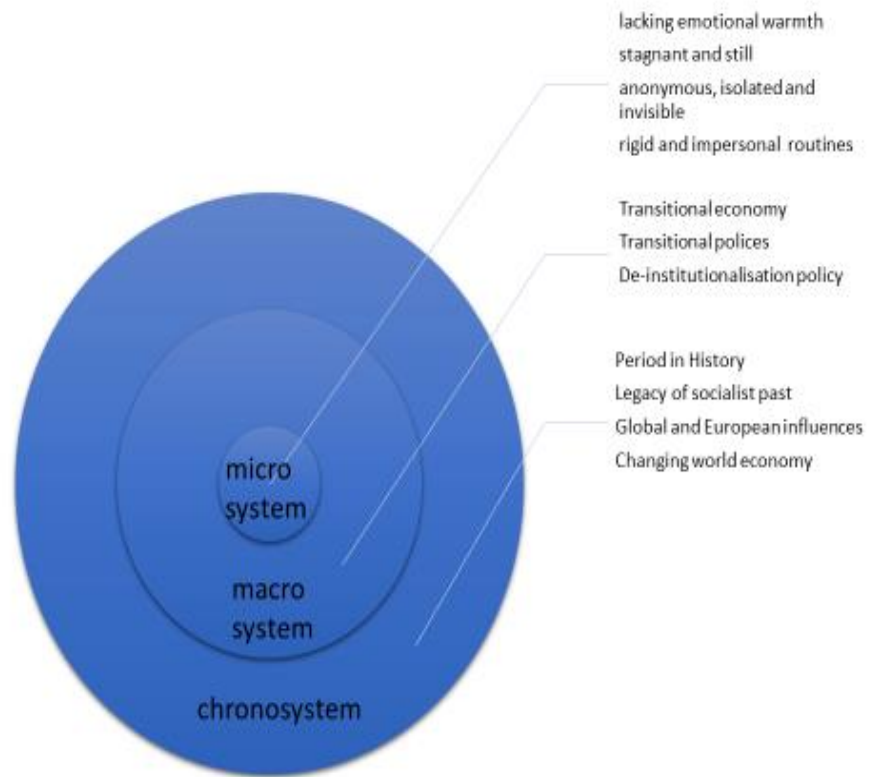 lacking emotional warmth
stagnant and still
anonymous, isolated and
invisible
rigid and impersonal routines
Transitional economy
Transitional polices
De-institutionalisation policy
Period in History
Legacy of socialist past
Global and European influences
Changing world economy
micro
system
macro
system
chronosystem